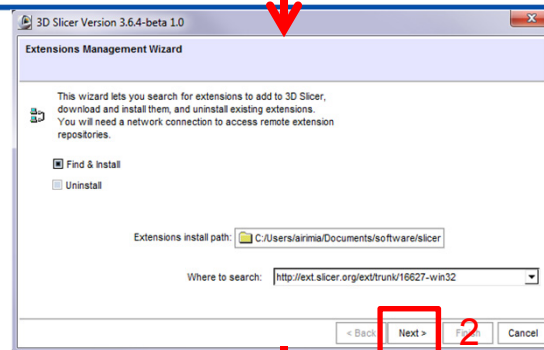 3D Slicer Version 3.6.4-beta 1.0
Extensions Management Wizard
This wizard lets you search for extensions to add to 3D Slicer,
download and install them, and uninstall existing extensions.
You will need a network connection to access remote extension
repositories.
Find & Install
Uninstall
Extensions install path: C:/Users/airimia/Documents/software/slicer
Where to search: http://ext.slicer.org/ext/trunk/16627-win32
< Back Next > 2 Finish Cancel